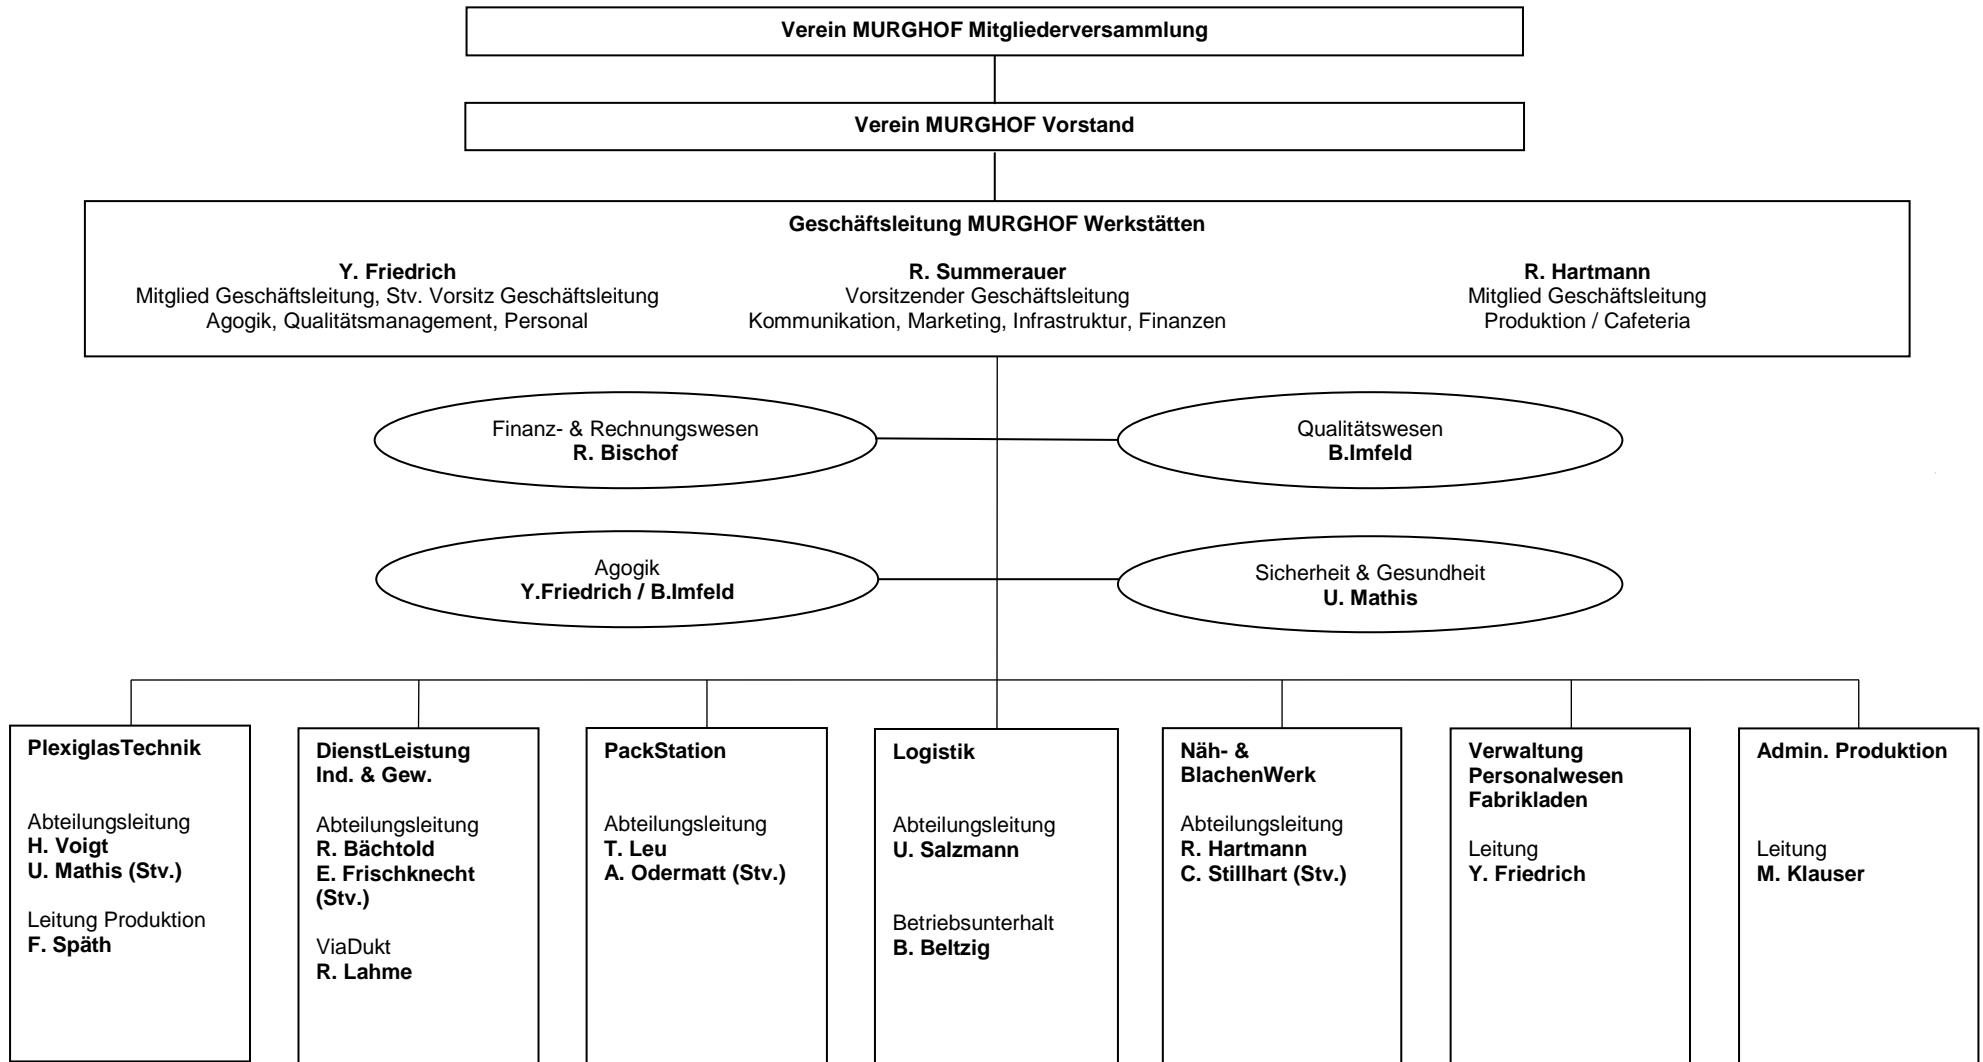 Verein MURGHOF Mitgliederversammlung
Verein MURGHOF Vorstand
Geschäftsleitung MURGHOF Werkstätten
Y. Friedrich
Mitglied Geschäftsleitung, Stv. Vorsitz Geschäftsleitung
Agogik, Qualitätsmanagement, Personal
R. Summerauer
Vorsitzender Geschäftsleitung
Kommunikation, Marketing, Infrastruktur, Finanzen
R. Hartmann
Mitglied Geschäftsleitung
Produktion / Cafeteria
Finanz- & Rechnungswesen
R. Bischof
Qualitätswesen
B.Imfeld
Agogik
Y.Friedrich / B.Imfeld
Sicherheit & Gesundheit
U. Mathis
PlexiglasTechnik
Abteilungsleitung
H. Voigt
U. Mathis (Stv.)
Leitung Produktion
F. Späth
DienstLeistung
Ind. & Gew.
Abteilungsleitung
R. Bächtold
E. Frischknecht
(Stv.)
ViaDukt
R. Lahme
PackStation
Abteilungsleitung
T. Leu
A. Odermatt (Stv.)
Logistik
Abteilungsleitung
U. Salzmann
Betriebsunterhalt
B. Beltzig
Näh- &
BlachenWerk
Abteilungsleitung
R. Hartmann
C. Stillhart (Stv.)
Verwaltung
Personalwesen
Fabrikladen
Leitung
Y. Friedrich
Admin. Produktion
Leitung
M. Klauser